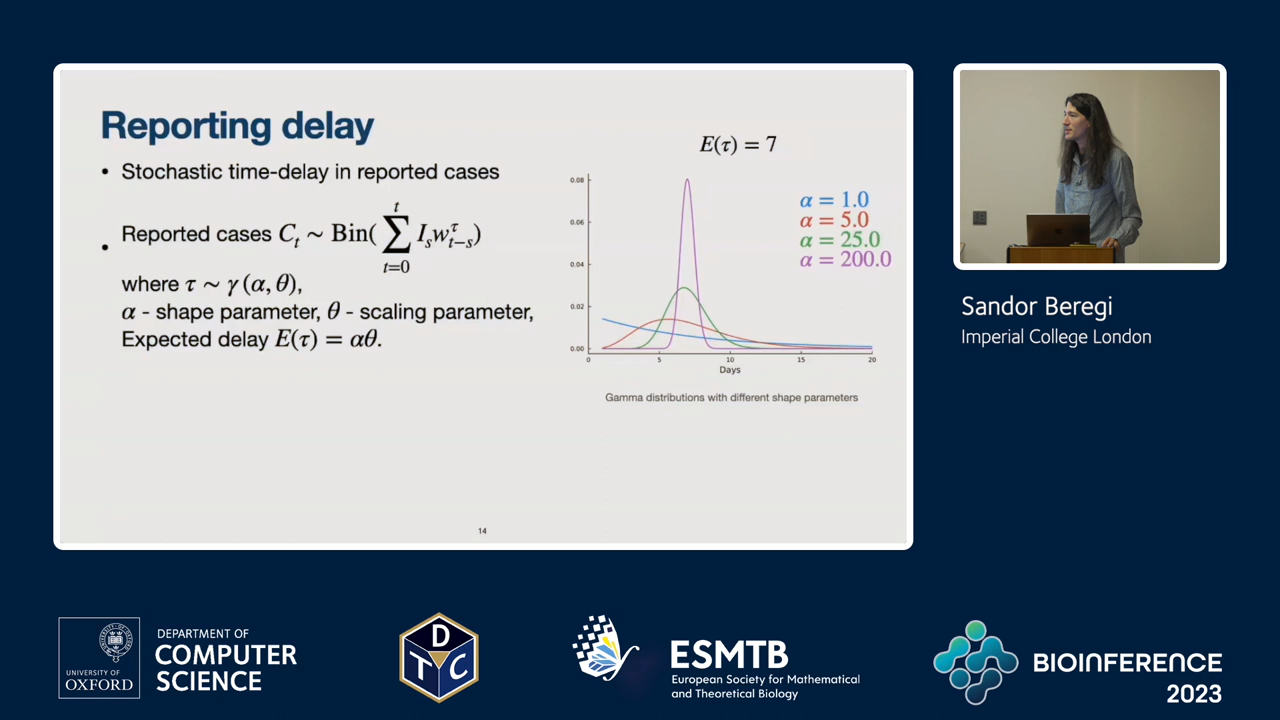 Reporting delay
• Stochastic time-delay in reported cases
• Reported cases C_t ~ Bin( ∑_{t=0}^{t} I_s w^τ_{t−s})
where τ ~ γ (α, θ),
α - shape parameter, θ - scaling parameter,
Expected delay E(τ) = αθ.
E(τ) = 7
α = 1.0
α = 5.0
α = 25.0
α = 200.0
0.08
0.06
0.04
0.02
0.00
0 5 10 15 20
Days
Gamma distributions with different shape parameters
14
Sandor Beregi
Imperial College London
UNIVERSITY OF
OXFORD
DEPARTMENT OF
COMPUTER
SCIENCE
D
T C
ESMTB
European Society for Mathematical
and Theoretical Biology
BIOINFERENCE
2023